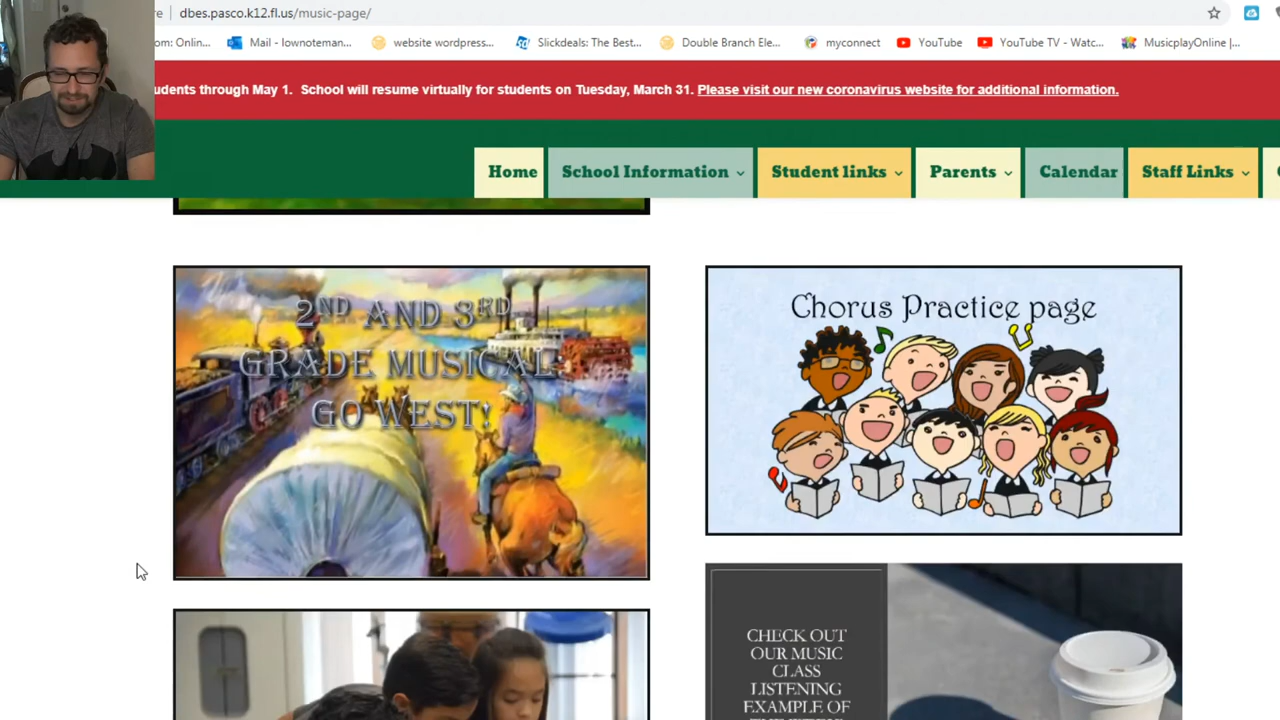 re | dbes.pasco.k12.fl.us/music-page/
om: Onlin... Mail - lownoteman... website wordpress... Slickdeals: The Best... Double Branch Ele... myconnect YouTube YouTube TV - Watc... MusicplayOnline |...
udents through May 1. School will resume virtually for students on Tuesday, March 31. Please visit our new coronavirus website for additional information.
Home School Information Student links Parents Calendar Staff Links
2ND AND 3RD
GRADE MUSICAL
GO WEST!
Chorus Practice page
CHECK OUT
OUR MUSIC
CLASS
LISTENING
EXAMPLE OF